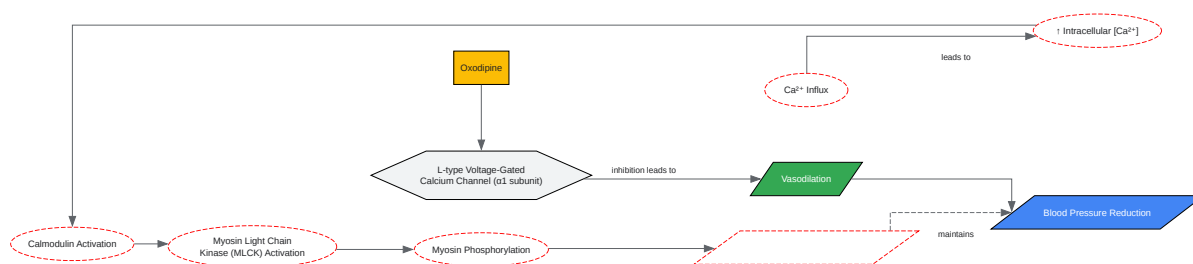 ↑ Intracellular [Ca²⁺]
leads to
Oxodipine
Ca²⁺ Influx
L-type Voltage-Gated
Calcium Channel (α1 subunit)
inhibition leads to
Vasodilation
Blood Pressure Reduction
maintains
Calmodulin Activation
Myosin Light Chain
Kinase (MLCK) Activation
Myosin Phosphorylation